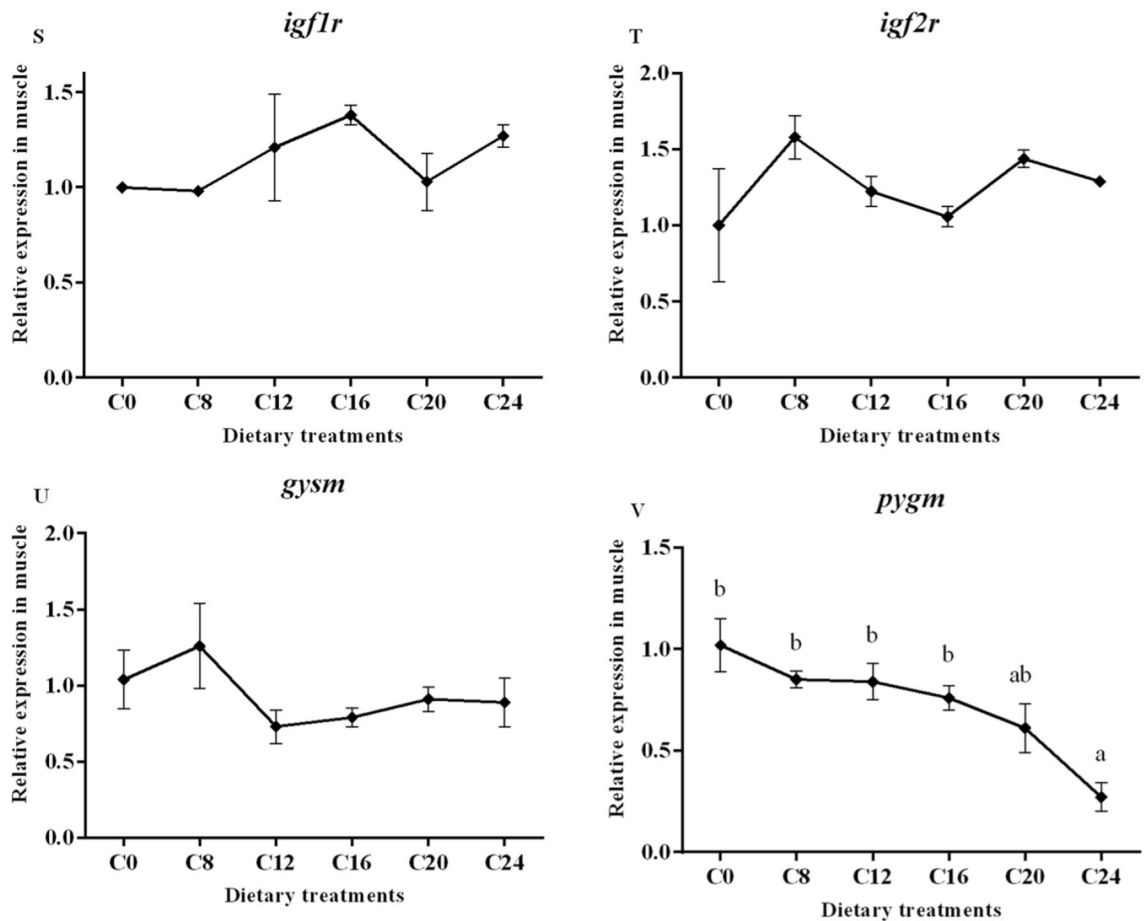 S
igf1r
Relative expression in muscle
1.5
1.0
0.5
0.0
C0 C8 C12 C16 C20 C24
Dietary treatments
T
igf2r
Relative expression in muscle
2.0
1.5
1.0
0.5
0.0
C0 C8 C12 C16 C20 C24
Dietary treatments
U
gysm
Relative expression in muscle
2.0
1.5
1.0
0.5
0.0
C0 C8 C12 C16 C20 C24
Dietary treatments
V
pygm
Relative expression in muscle
1.5
1.0
0.5
0.0
b b b b ab a
C0 C8 C12 C16 C20 C24
Dietary treatments